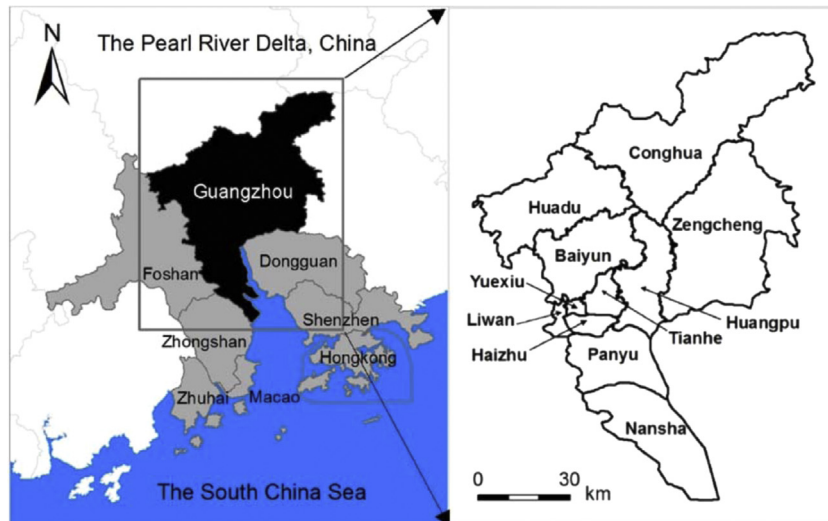 N
The Pearl River Delta, China
Guangzhou
Foshan
Dongguan
Shenzhen
Zhongshan
Hongkong
Zhuhai
Macao
The South China Sea
Conghua
Huadu
Zengcheng
Baiyun
Yuexiu
Liwan
Huangpu
Tianhe
Haizhu
Panyu
Nansha
0 30
km